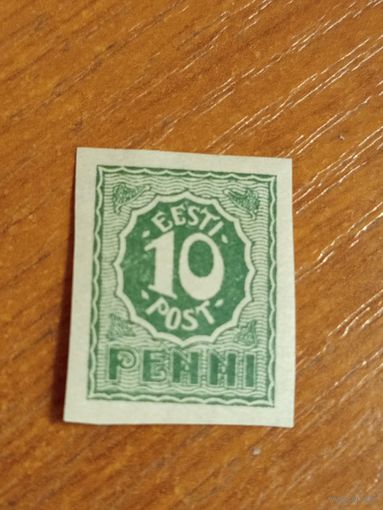 ·EESTI·
10
·POST·
PENNI